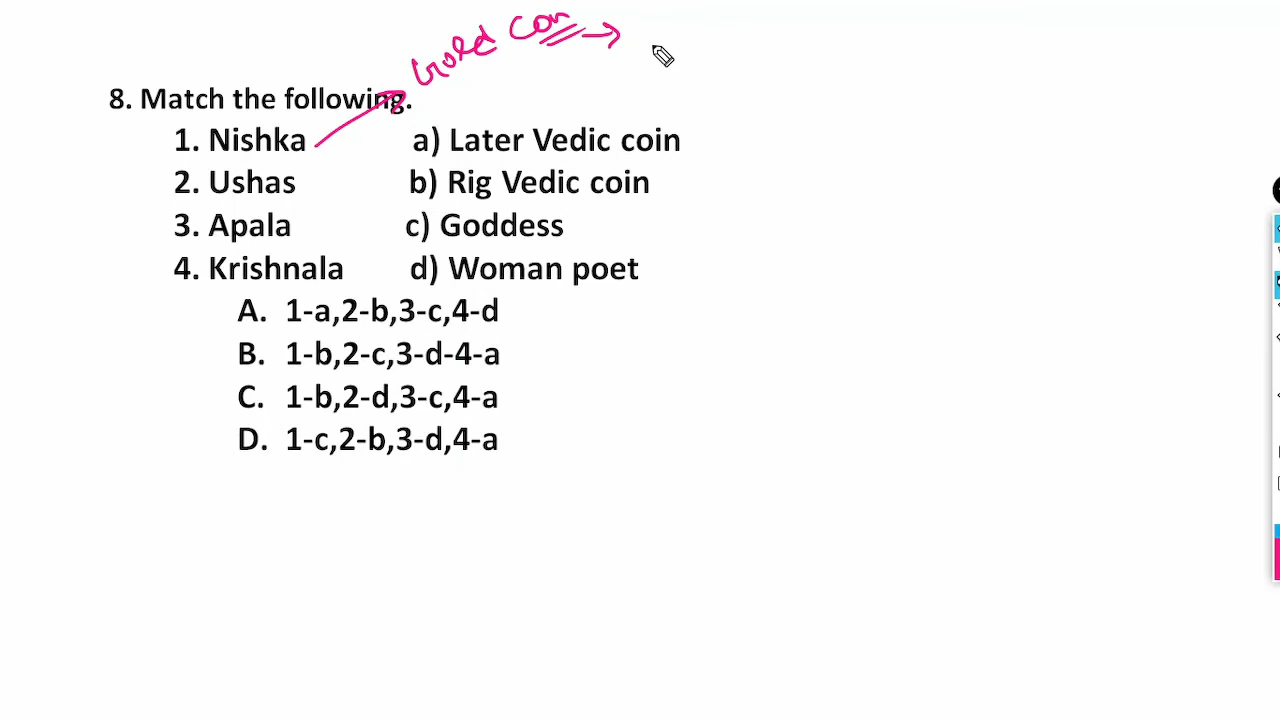 Gold Con →
8. Match the following.
1. Nishka a) Later Vedic coin
2. Ushas b) Rig Vedic coin
3. Apala c) Goddess
4. Krishnala d) Woman poet
A. 1-a,2-b,3-c,4-d
B. 1-b,2-c,3-d-4-a
C. 1-b,2-d,3-c,4-a
D. 1-c,2-b,3-d,4-a